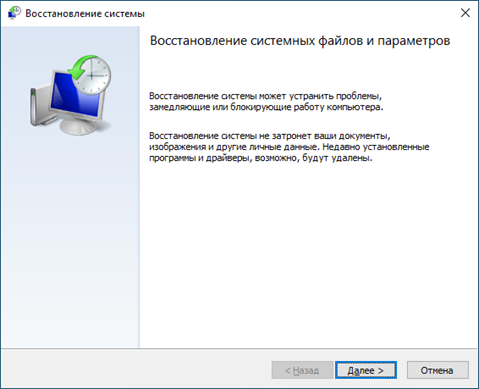 Восстановление системы
Восстановление системных файлов и параметров
Восстановление системы может устранить проблемы,
замедляющие или блокирующие работу компьютера.
Восстановление системы не затронет ваши документы,
изображения и другие личные данные. Недавно установленные
программы и драйверы, возможно, будут удалены.
< Назад
Далее >
Отмена